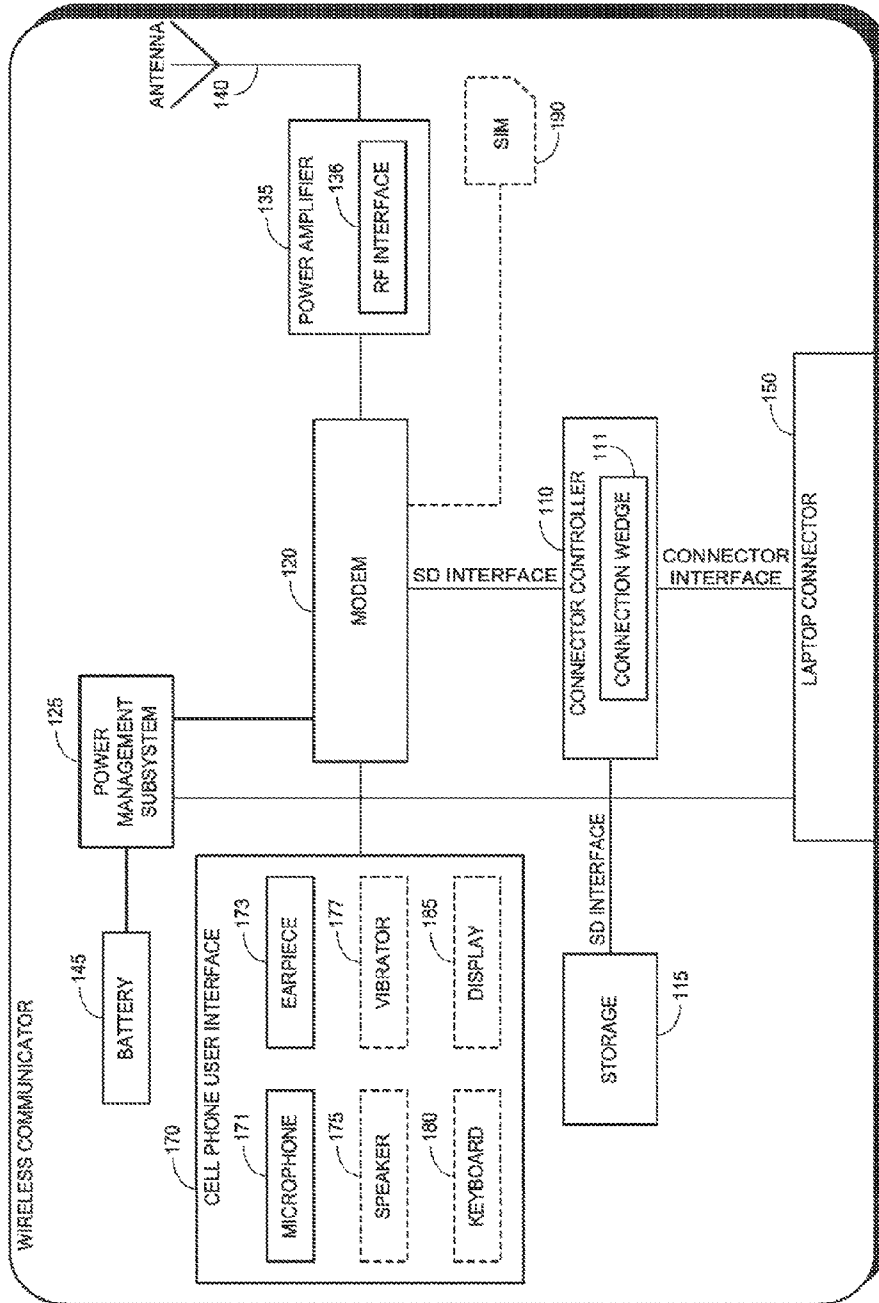 WIRELESS COMMUNICATOR
BATTERY
145
POWER
MANAGEMENT
SUBSYSTEM
125
ANTENNA
140
CELL PHONE USER INTERFACE
170
MICROPHONE
171
EARPIECE
173
SPEAKER
175
VIBRATOR
177
KEYBOARD
180
DISPLAY
185
MODEM
120
POWER AMPLIFIER
135
RF INTERFACE
136
SIM
190
SD INTERFACE
STORAGE
115
SD INTERFACE
CONNECTOR CONTROLLER
110
CONNECTION WEDGE
111
CONNECTOR
INTERFACE
LAPTOP CONNECTOR
150